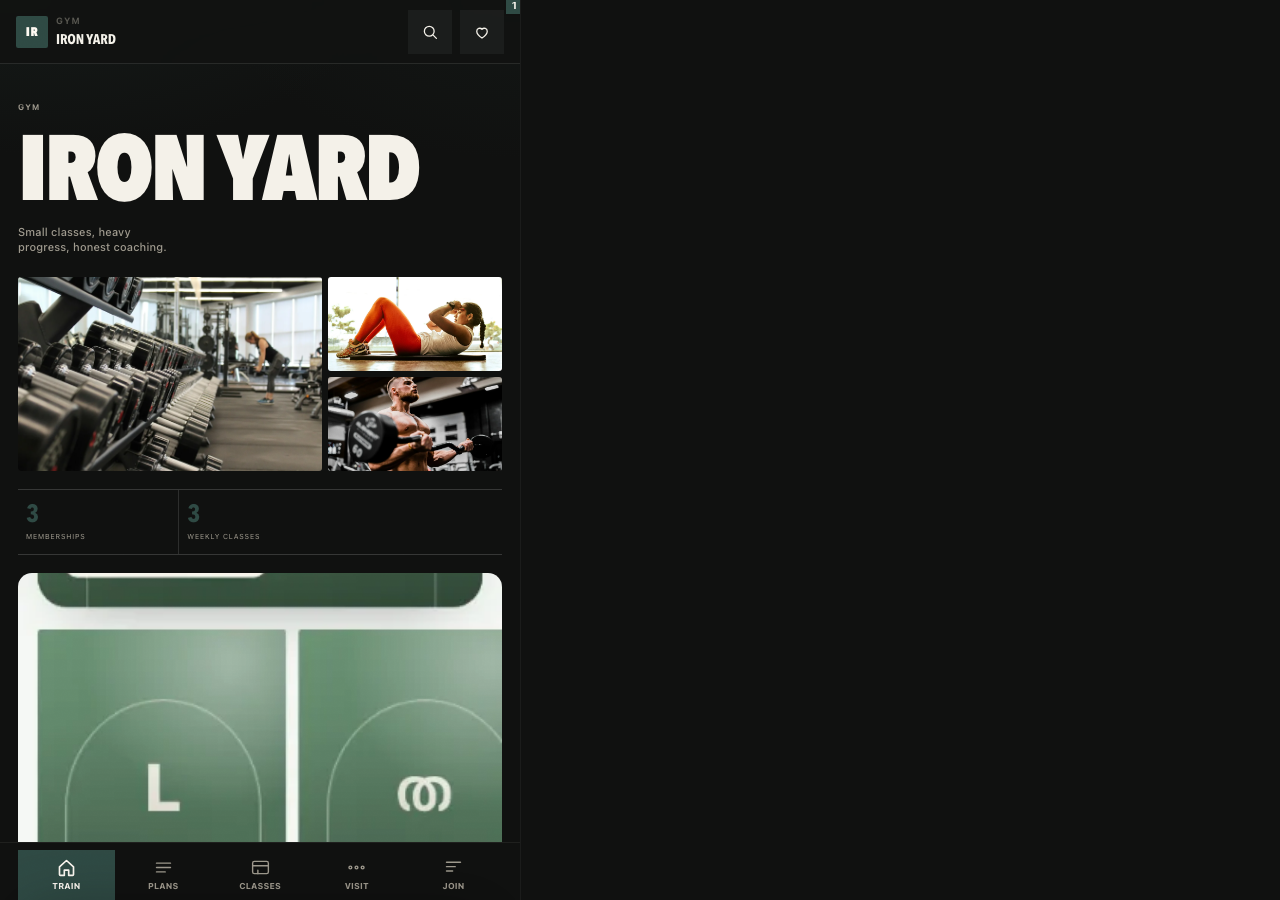 IR
GYM
IRON YARD
1
GYM
IRON YARD
Small classes, heavy
progress, honest coaching.
3
MEMBERSHIPS
3
WEEKLY CLASSES
L
TRAIN
PLANS
CLASSES
VISIT
JOIN